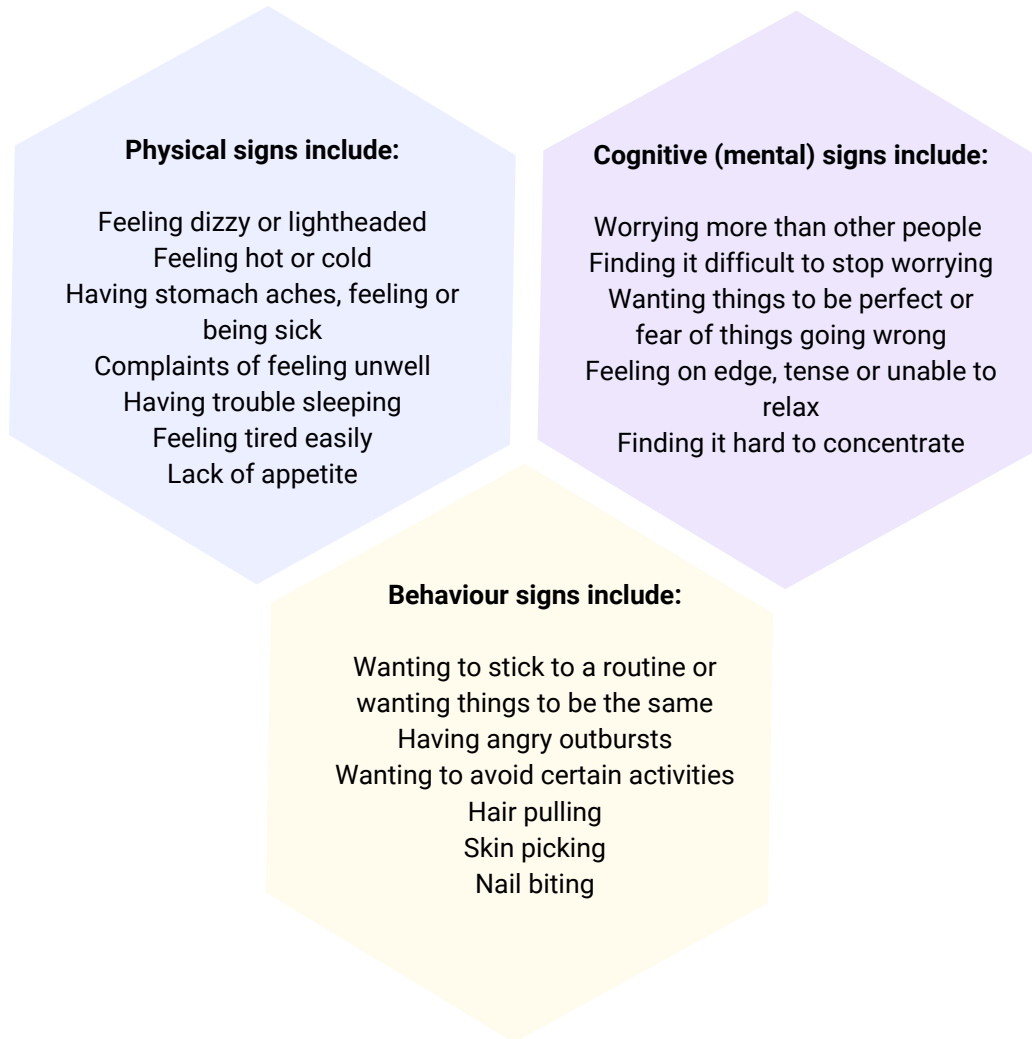 Physical signs include:
Feeling dizzy or lightheaded
Feeling hot or cold
Having stomach aches, feeling or
being sick
Complaints of feeling unwell
Having trouble sleeping
Feeling tired easily
Lack of appetite
Cognitive (mental) signs include:
Worrying more than other people
Finding it difficult to stop worrying
Wanting things to be perfect or
fear of things going wrong
Feeling on edge, tense or unable to
relax
Finding it hard to concentrate
Behaviour signs include:
Wanting to stick to a routine or
wanting things to be the same
Having angry outbursts
Wanting to avoid certain activities
Hair pulling
Skin picking
Nail biting